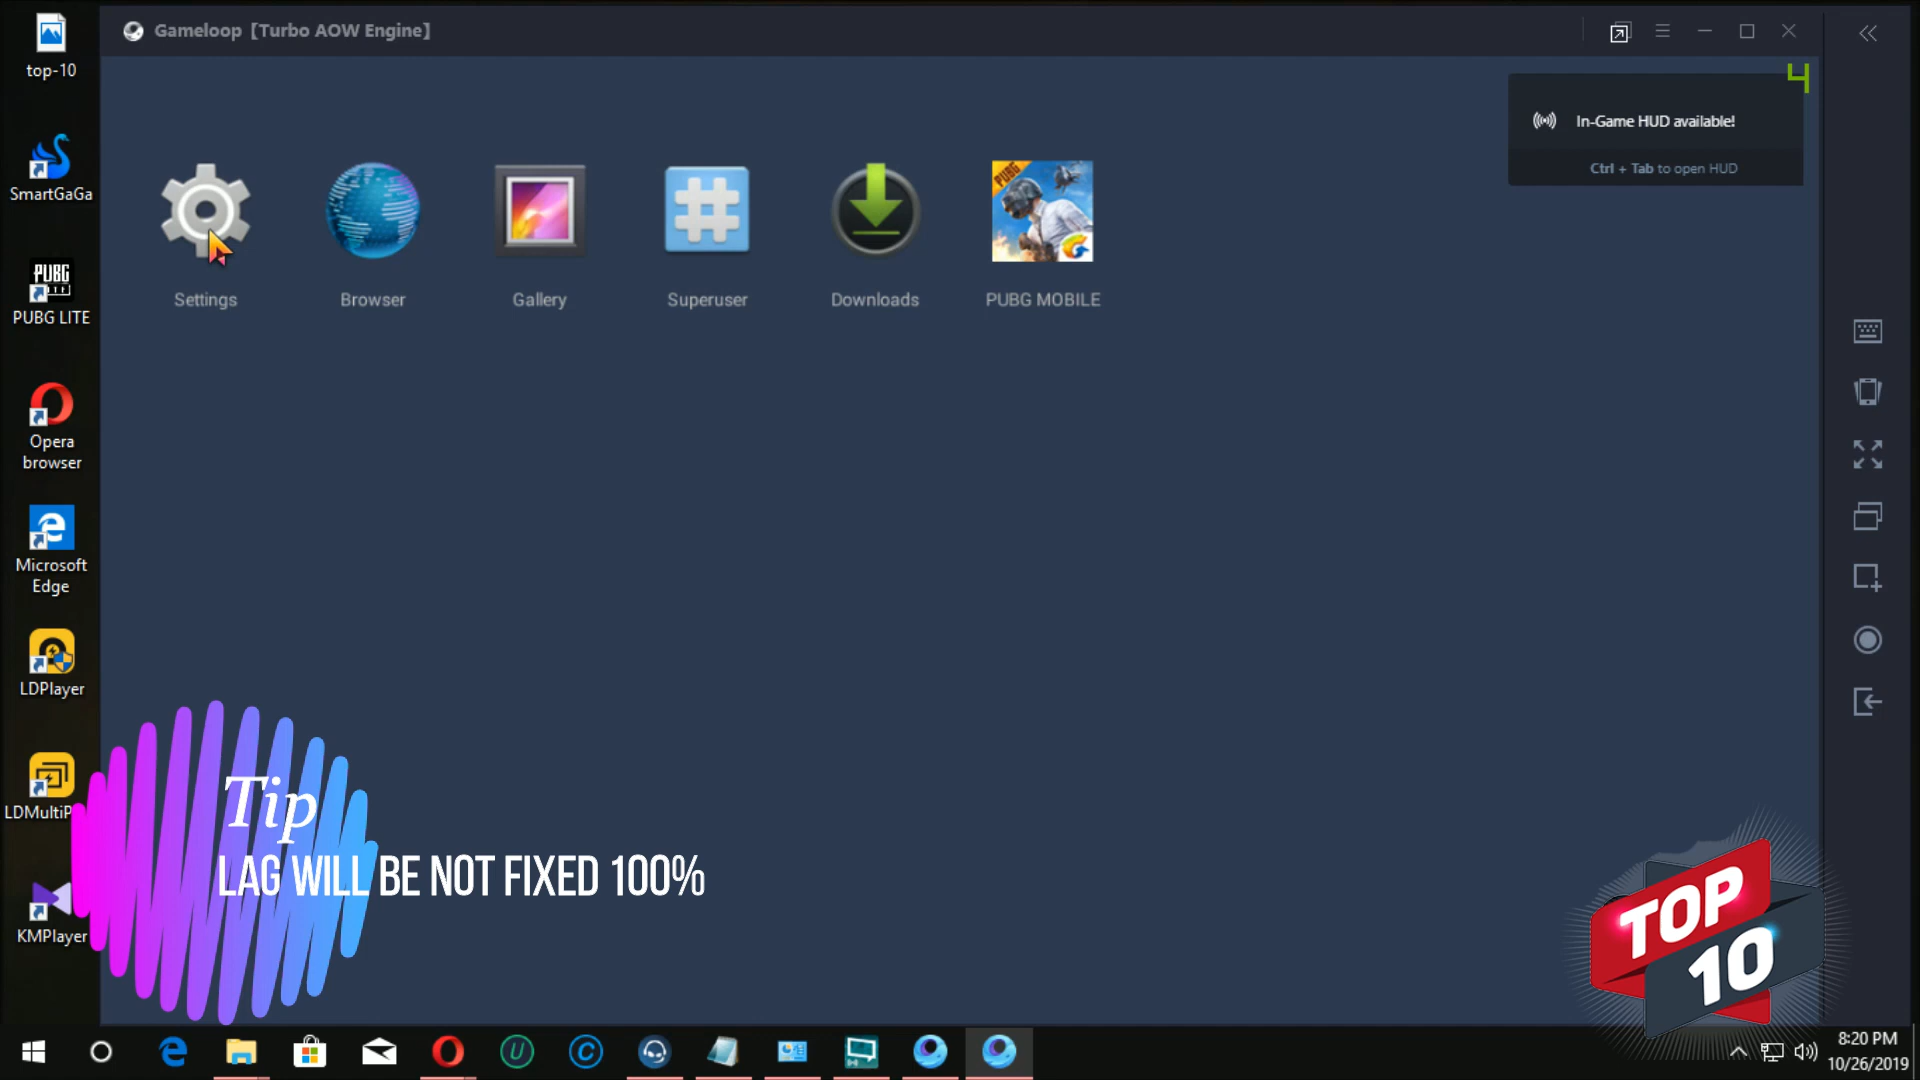 top-10
SmartGaGa
PUBG
PUBG LITE
Opera
browser
Microsoft
Edge
LDPlayer
LDMultiP
KMPlayer
Gameloop [Turbo AOW Engine]
4
In-Game HUD available!
Ctrl + Tab to open HUD
PUBG
Settings
Browser
Gallery
Superuser
Downloads
PUBG MOBILE
Tip
LAG WILL BE NOT FIXED 100%
TOP
10
8:20 PM
10/26/2019